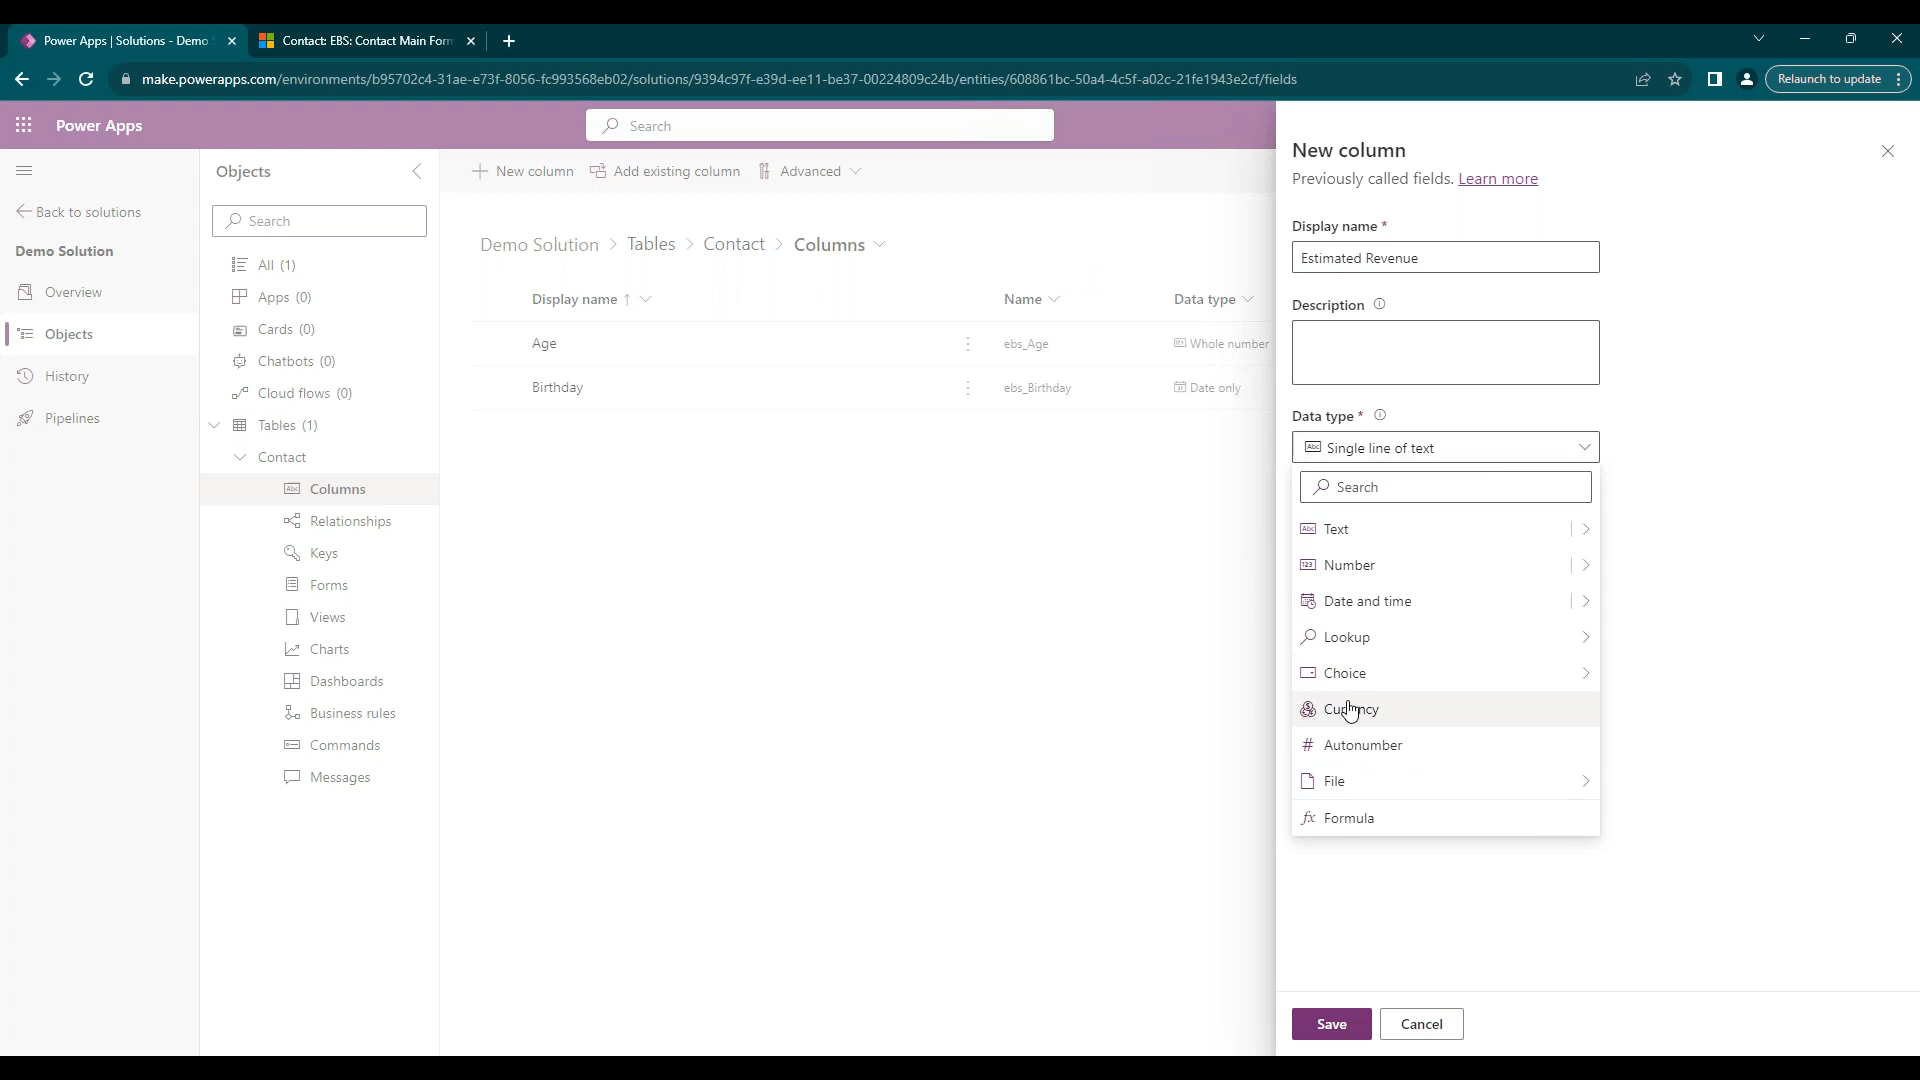 Power Apps | Solutions - Demo S
Contact: EBS: Contact Main Form
make.powerapps.com/environments/b95702c4-31ae-e73f-8056-fc993568eb02/solutions/9394c97f-e39d-ee11-be37-00224809c24b/entities/608861bc-50a4-4c5f-a02c-21fe1943e2cf/fields
Relaunch to update
Power Apps
Search
Objects
Back to solutions
Search
Demo Solution
Overview
Objects
History
Pipelines
All (1)
Apps (0)
Cards (0)
Chatbots (0)
Cloud flows (0)
Tables (1)
Contact
Abc Columns
Relationships
Keys
Forms
Views
Charts
Dashboards
Business rules
Commands
Messages
New column Add existing column Advanced
Demo Solution > Tables > Contact > Columns
Display name ↑ Name Data type
Age ebs_Age Whole number
Birthday ebs_Birthday Date only
New column
Previously called fields. Learn more
Display name *
Estimated Revenue
Description
Data type *
Abc Single line of text
Search
Abc Text
123 Number
Date and time
Lookup
Choice
Currency
# Autonumber
File
fx Formula
Save Cancel